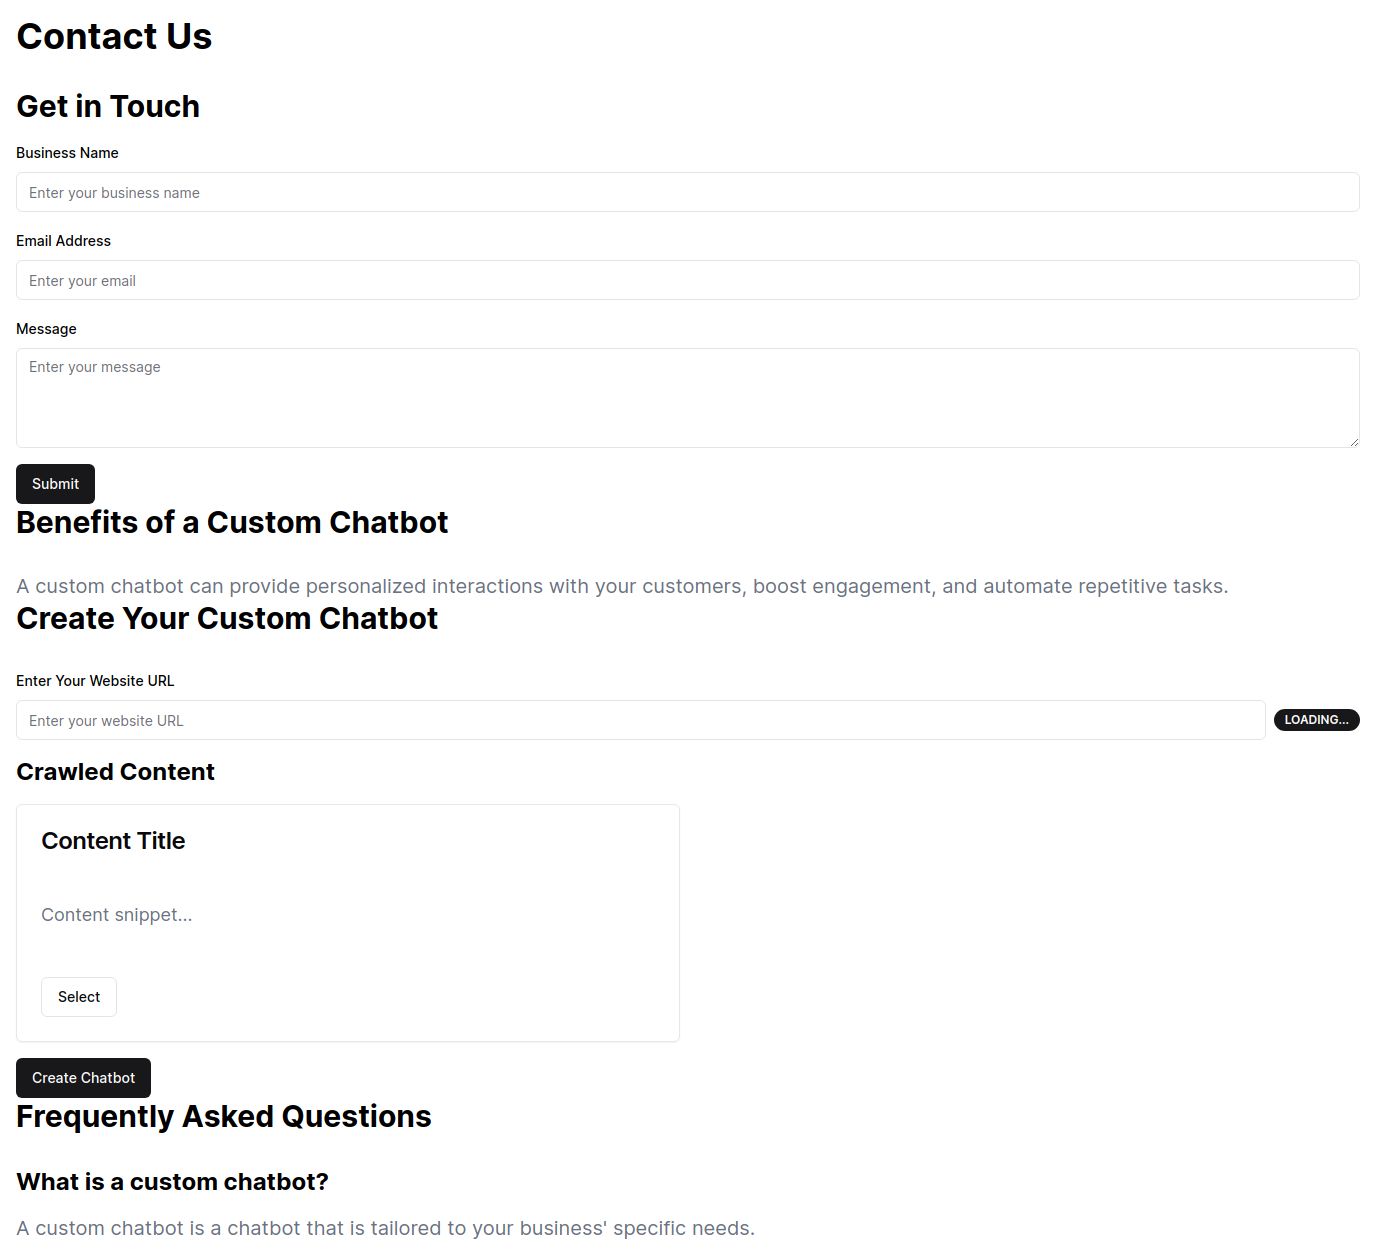 Contact Us
Get in Touch
Business Name
Enter your business name
Email Address
Enter your email
Message
Enter your message
Submit
Benefits of a Custom Chatbot
A custom chatbot can provide personalized interactions with your customers, boost engagement, and automate repetitive tasks.
Create Your Custom Chatbot
Enter Your Website URL
Enter your website URL
LOADING...
Crawled Content
Content Title
Content snippet...
Select
Create Chatbot
Frequently Asked Questions
What is a custom chatbot?
A custom chatbot is a chatbot that is tailored to your business' specific needs.